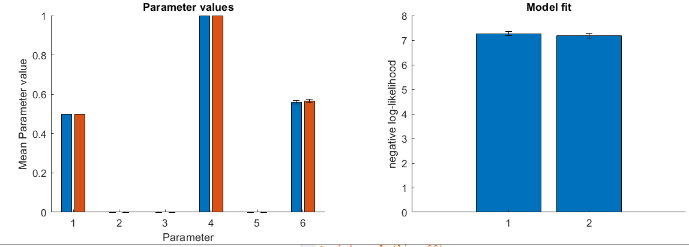 Parameter values
Mean Parameter value
1
0.8
0.6
0.4
0.2
0
1 2 3 4 5 6
Parameter
Model fit
negative log-likelihood
8
7
6
5
4
3
2
1
0
1 2